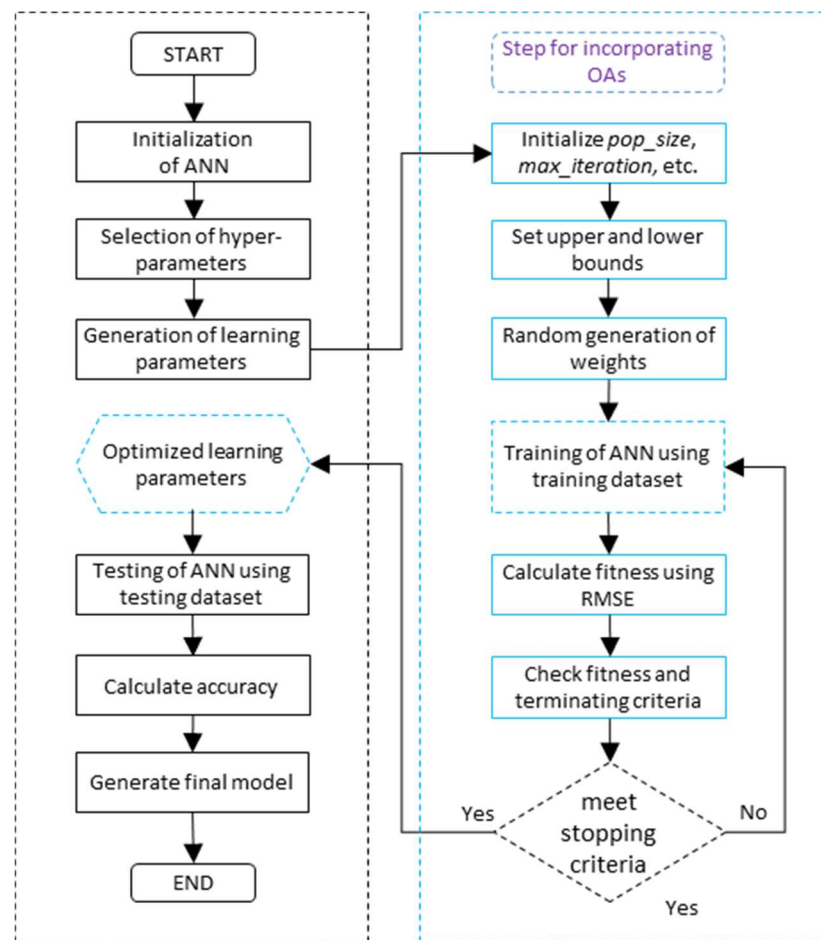 START
Initialization
of ANN
Selection of hyper-
parameters
Generation of learning
parameters
Optimized learning
parameters
Testing of ANN using
testing dataset
Calculate accuracy
Generate final model
END
Step for incorporating
OAs
Initialize pop_size,
max_iteration, etc.
Set upper and lower
bounds
Random generation of
weights
Training of ANN using
training dataset
Calculate fitness using
RMSE
Check fitness and
terminating criteria
meet
stopping
criteria
Yes
No
Yes